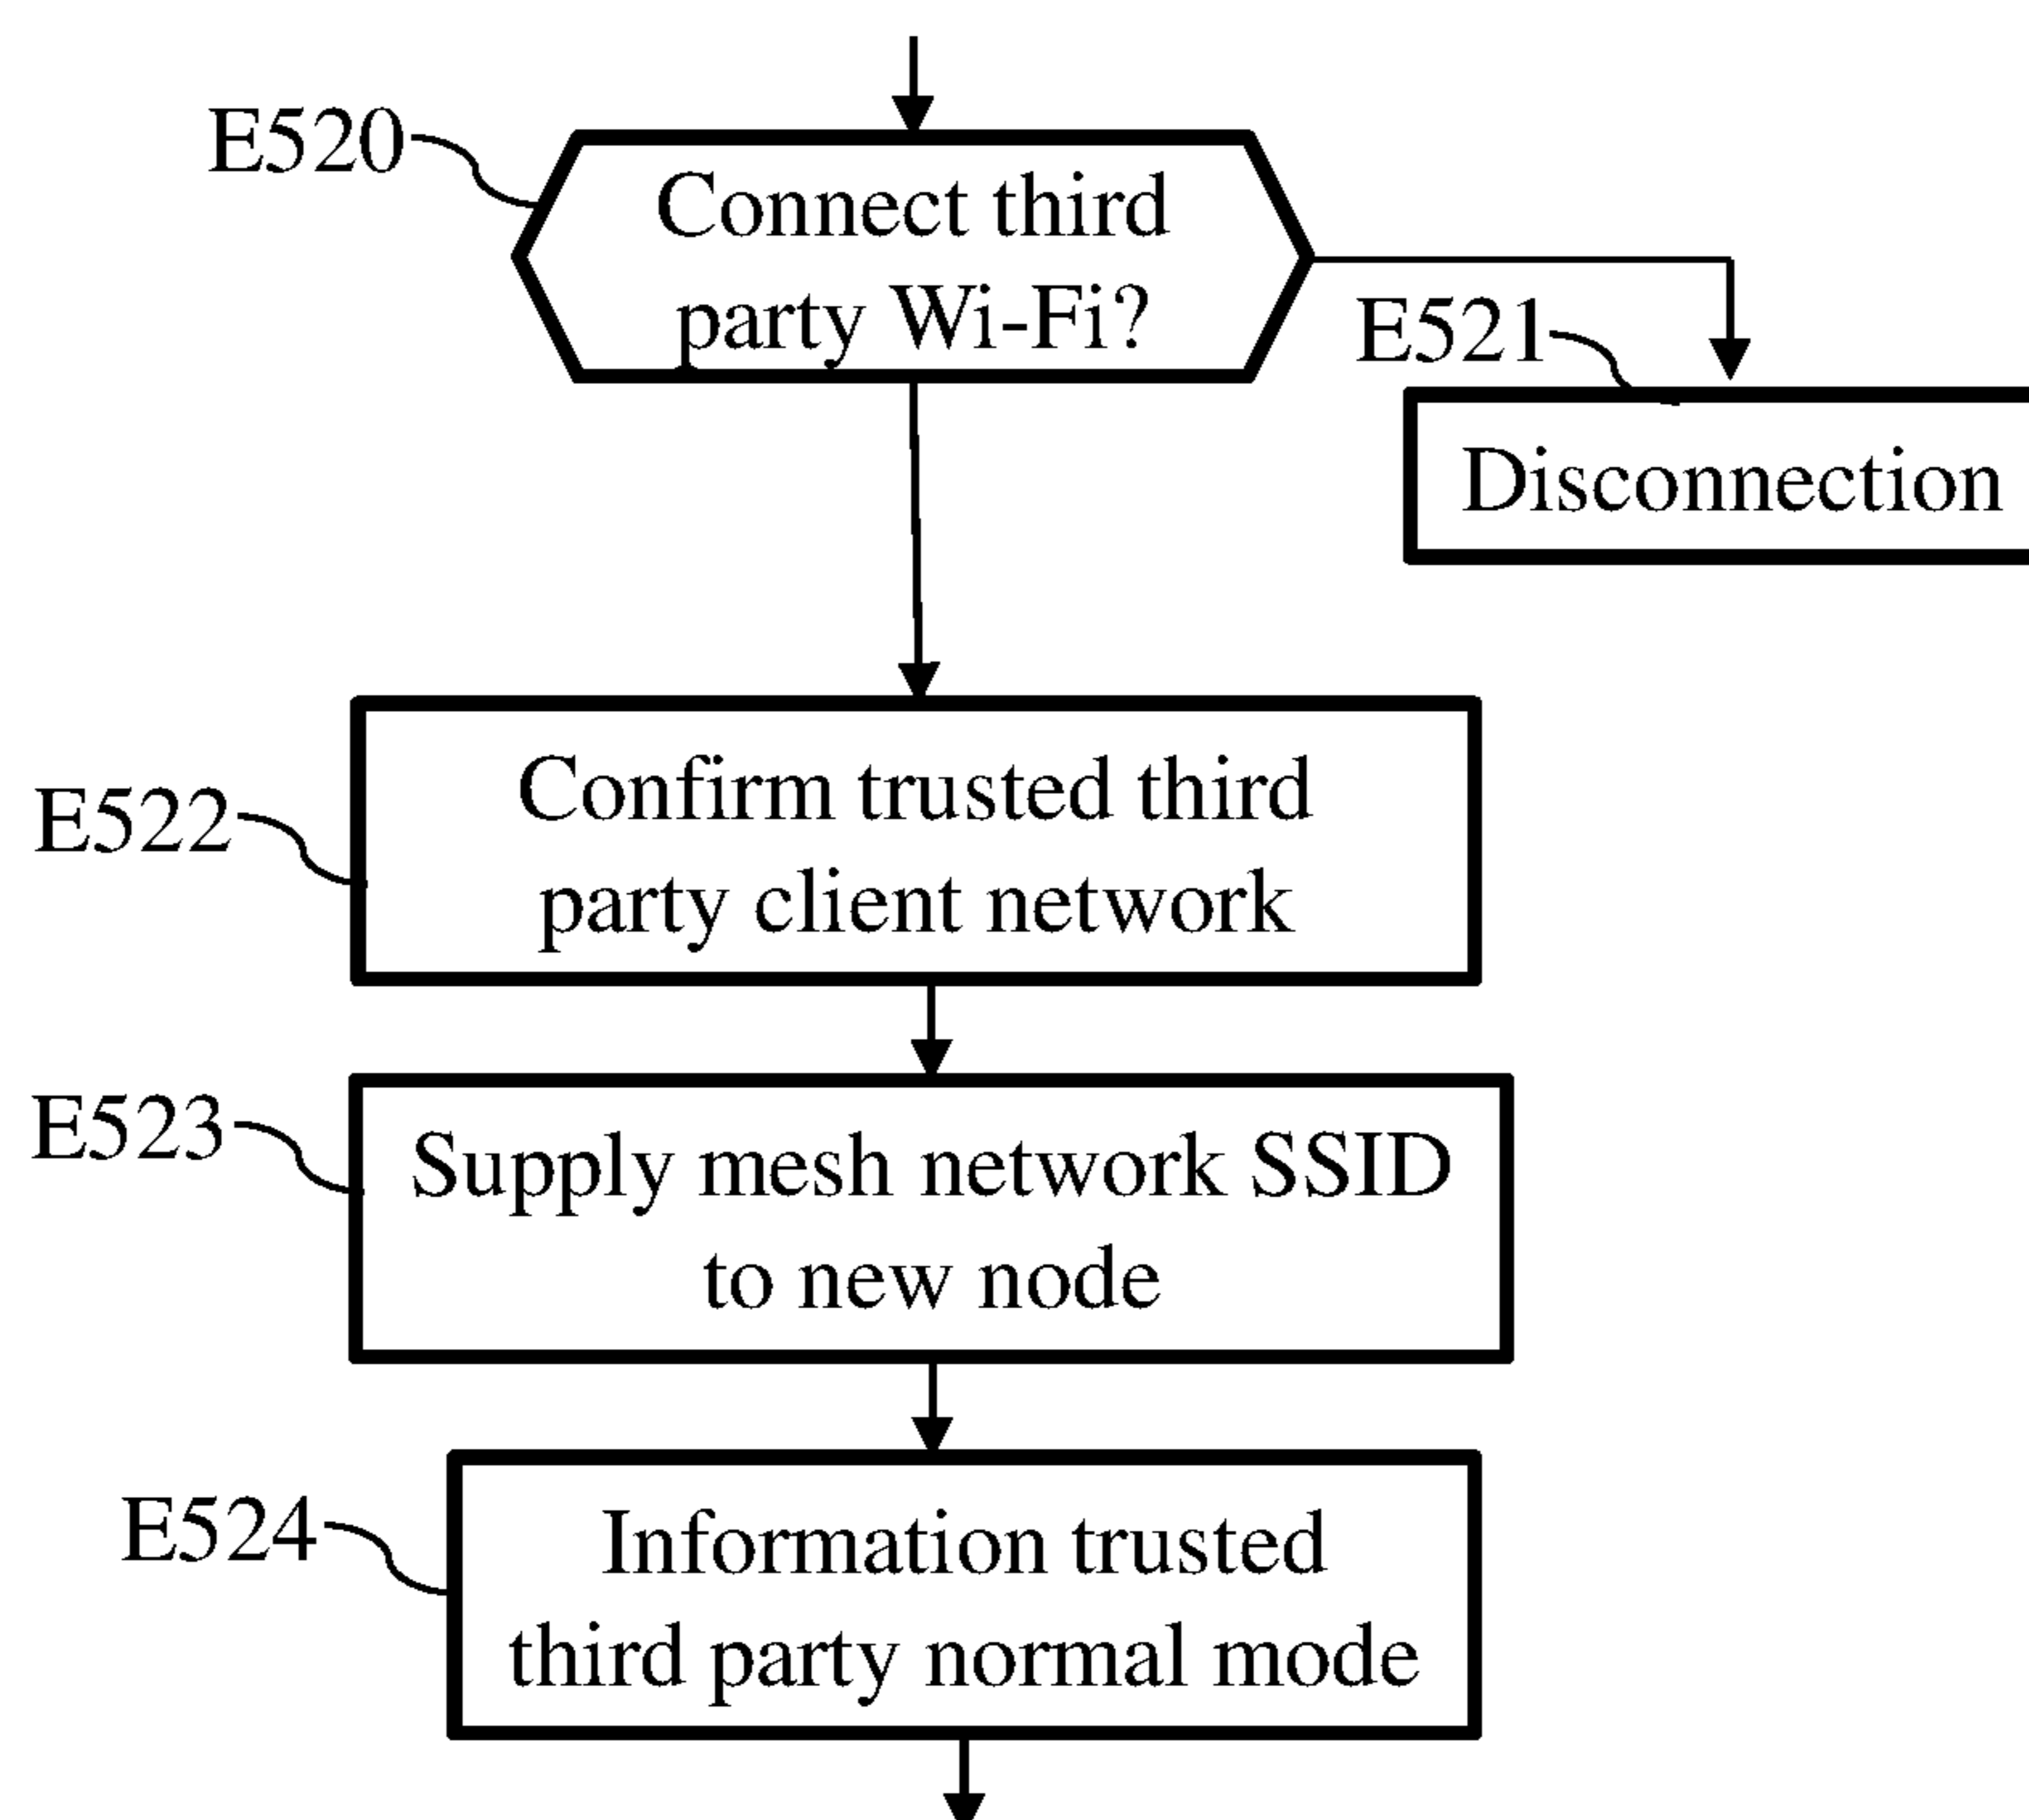 E520
Connect third
party Wi-Fi?
E521
Disconnection
E522
Confirm trusted third
party client network
E523
Supply mesh network SSID
to new node
E524
Information trusted
third party normal mode